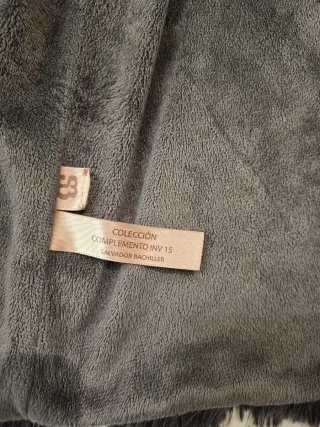 COLECCIÓN
COMPLEMENTO INV 15
SALVADOR BACHILLER